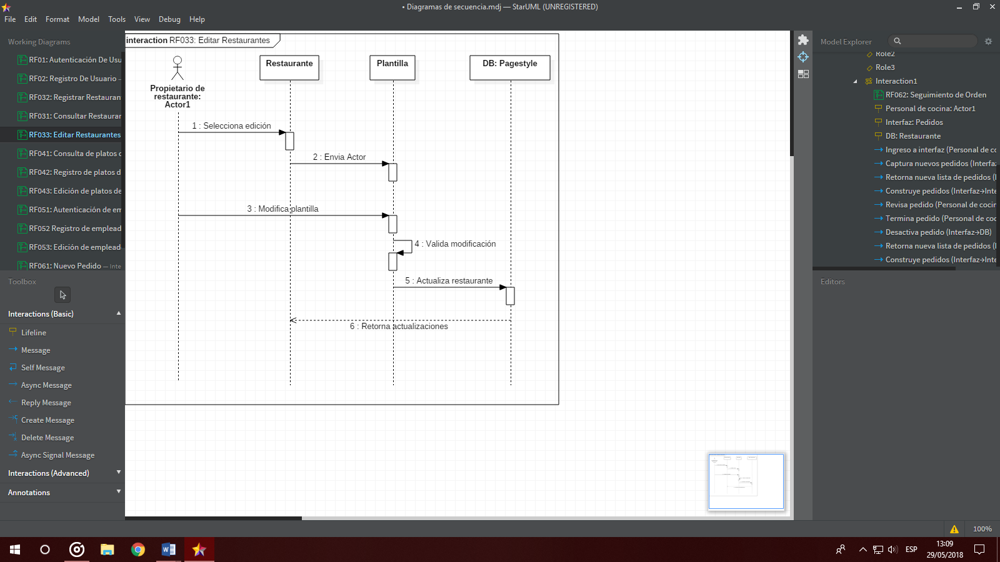 • Diagramas de secuencia.mdj — StarUML (UNREGISTERED)
File Edit Format Model Tools View Debug Help
Working Diagrams
RF01: Autenticación De Usu
RF02: Registro De Usuario —
RF032: Registrar Restauran
RF031: Consultar Restaurar
RF033: Editar Restaurantes
RF041: Consulta de platos c
RF042: Registro de platos d
RF043: Edición de platos de
RF051: Autenticación de em
RF052 Registro de emplead
RF053: Edición de emplead
RF061: Nuevo Pedido — Inte
Toolbox
Interactions (Basic)
Lifeline
Message
Self Message
Async Message
Reply Message
Create Message
Delete Message
Async Signal Message
Interactions (Advanced)
Annotations
interaction RF033: Editar Restaurantes
Propietario de
restaurante:
Actor1
Restaurante
Plantilla
DB: Pagestyle
1 : Selecciona edición
2 : Envia Actor
3 : Modifica plantilla
4 : Valida modificación
5 : Actualiza restaurante
6 : Retorna actualizaciones
Model Explorer
Role2
Role3
Interaction1
RF062: Seguimiento de Orden
Personal de cocina: Actor1
Interfaz: Pedidos
DB: Restaurante
Ingreso a interfaz (Personal de co
Captura nuevos pedidos (Interfaz
Retorna nueva lista de pedidos (I
Construye pedidos (Interfaz→Inte
Revisa pedido (Personal de cocin
Termina pedido (Personal de coc
Desactiva pedido (Interfaz→DB)
Retorna nueva lista de pedidos (I
Construye pedidos (Interfaz→Inte
Editors
100%
ESP
13:09
29/05/2018